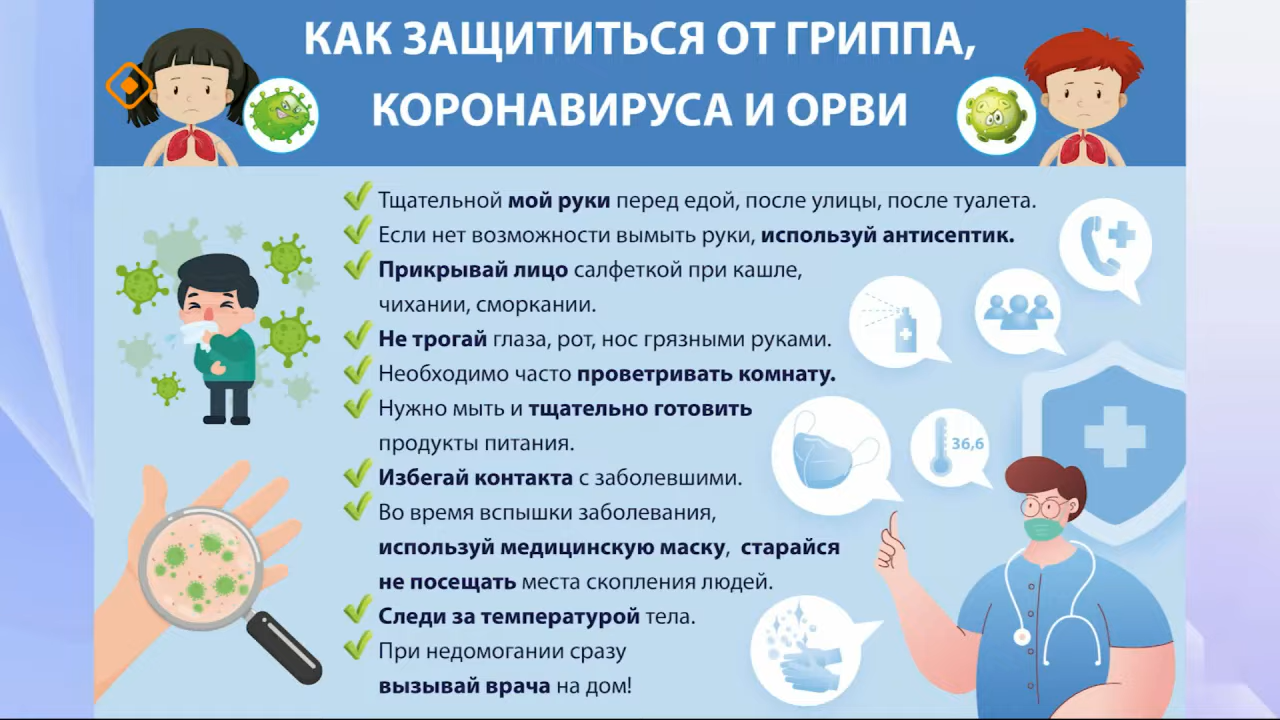 КАК ЗАЩИТИТЬСЯ ОТ ГРИППА,
КОРОНАВИРУСА И ОРВИ
Тщательной мой руки перед едой, после улицы, после туалета.
Если нет возможности вымыть руки, используй антисептик.
Прикрывай лицо салфеткой при кашле,
чихании, сморкании.
Не трогай глаза, рот, нос грязными руками.
Необходимо часто проветривать комнату.
Нужно мыть и тщательно готовить
продукты питания.
36,6
Избегай контакта с заболевшими.
Во время вспышки заболевания,
используй медицинскую маску, старайся
не посещать места скопления людей.
Следи за температурой тела.
При недомогании сразу
вызывай врача на дом!